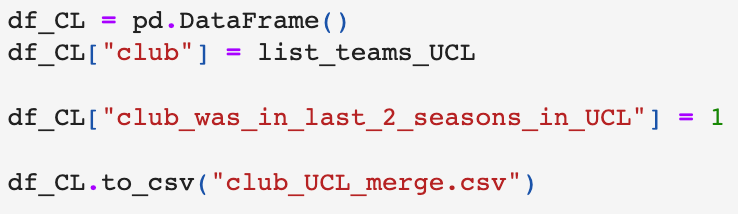 df_CL = pd.DataFrame()
df_CL["club"] = list_teams_UCL
df_CL["club_was_in_last_2_seasons_in_UCL"] = 1
df_CL.to_csv("club_UCL_merge.csv")